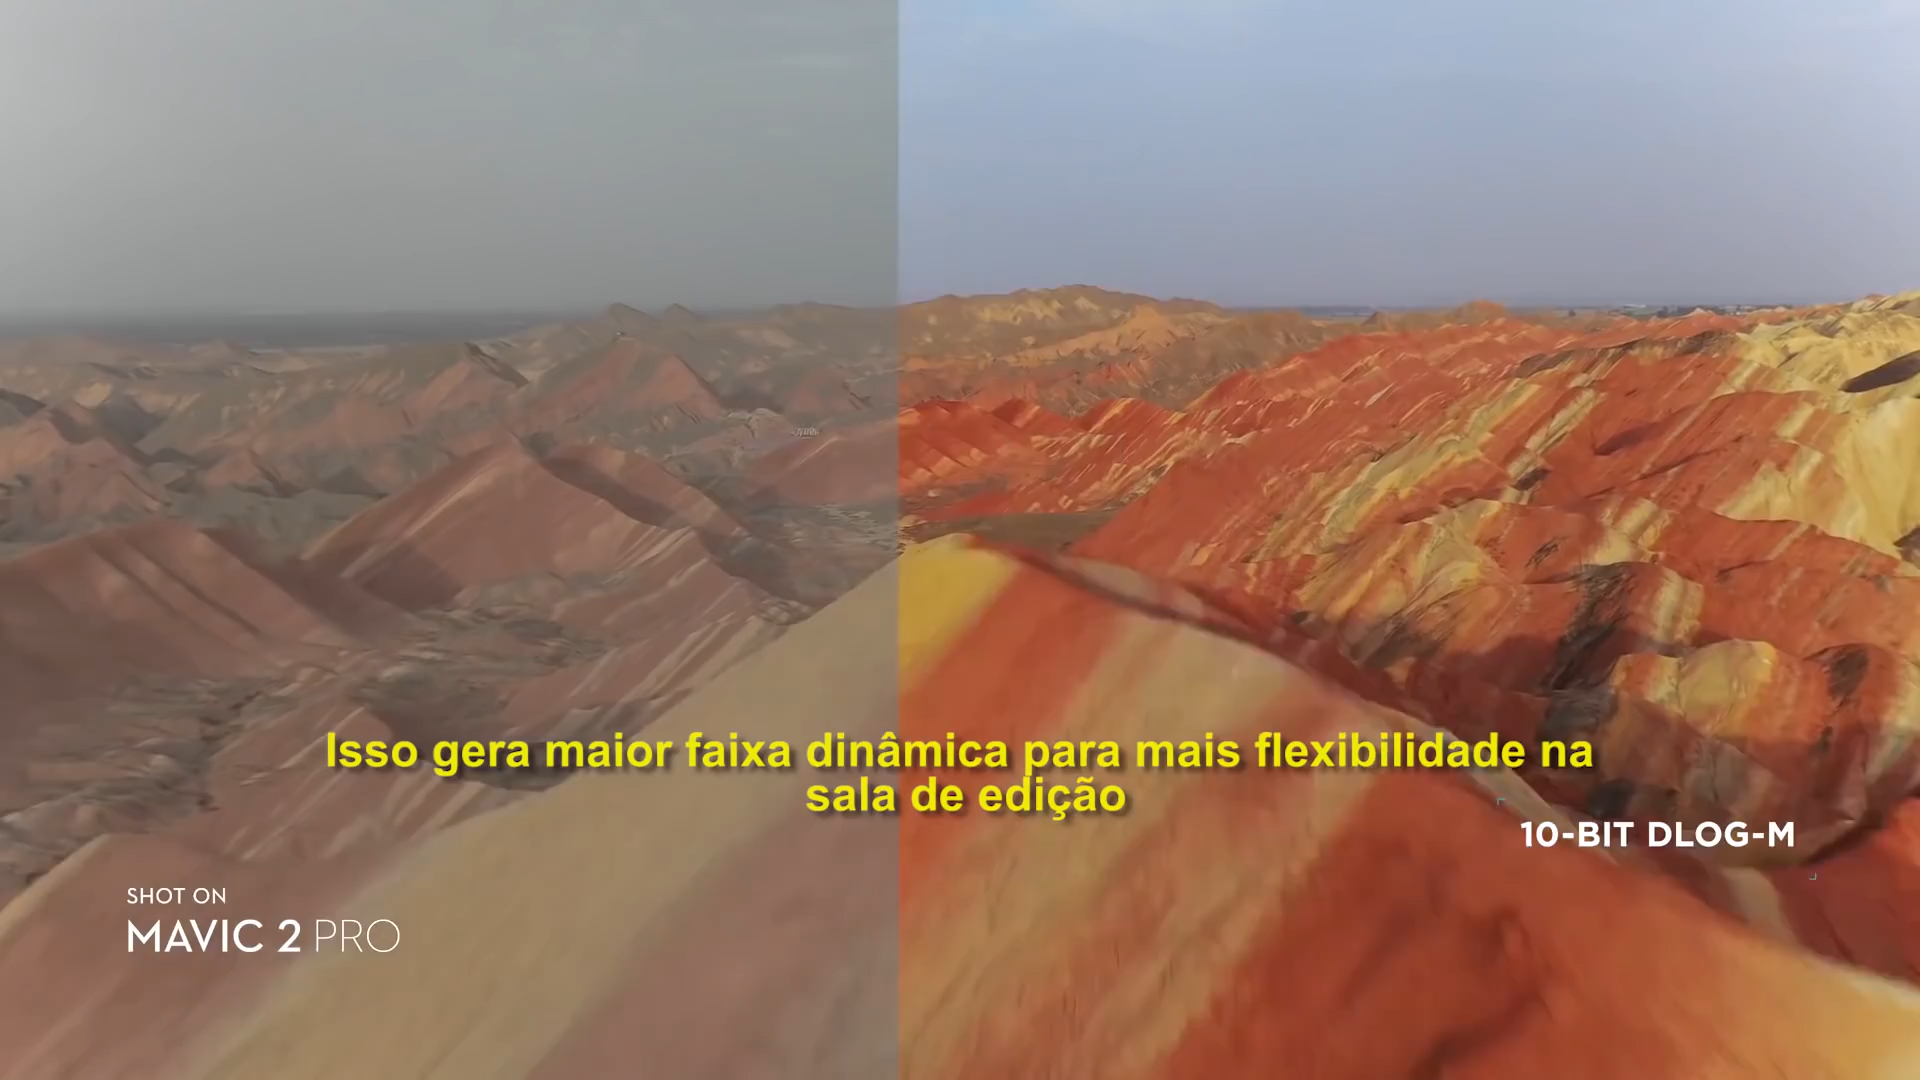 Isso gera maior faixa dinâmica para mais flexibilidade na
sala de edição
10-BIT DLOG-M
SHOT ON
MAVIC 2 PRO